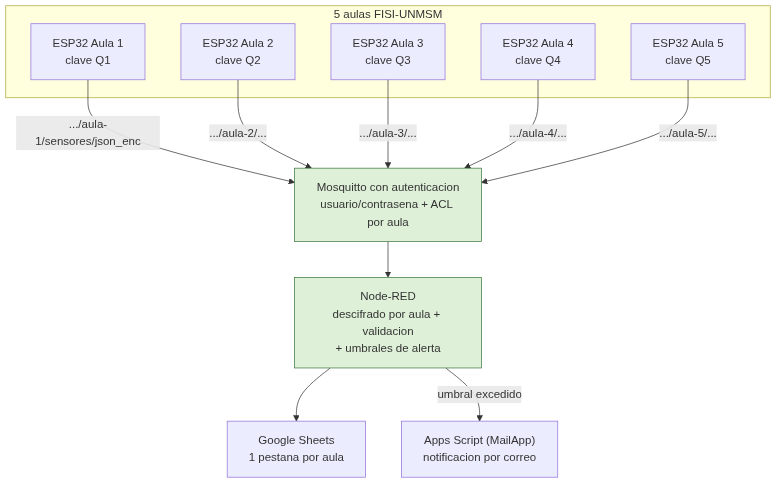 5 aulas FISI-UNMSM
ESP32 Aula 1
clave Q1
ESP32 Aula 2
clave Q2
ESP32 Aula 3
clave Q3
ESP32 Aula 4
clave Q4
ESP32 Aula 5
clave Q5
.../aula-
1/sensores/json_enc
.../aula-2/...
.../aula-3/...
.../aula-4/...
.../aula-5/...
Mosquitto con autenticacion
usuario/contrasena + ACL
por aula
Node-RED
descifrado por aula +
validacion
+ umbrales de alerta
umbral excedido
Google Sheets
1 pestana por aula
Apps Script (MailApp)
notificacion por correo